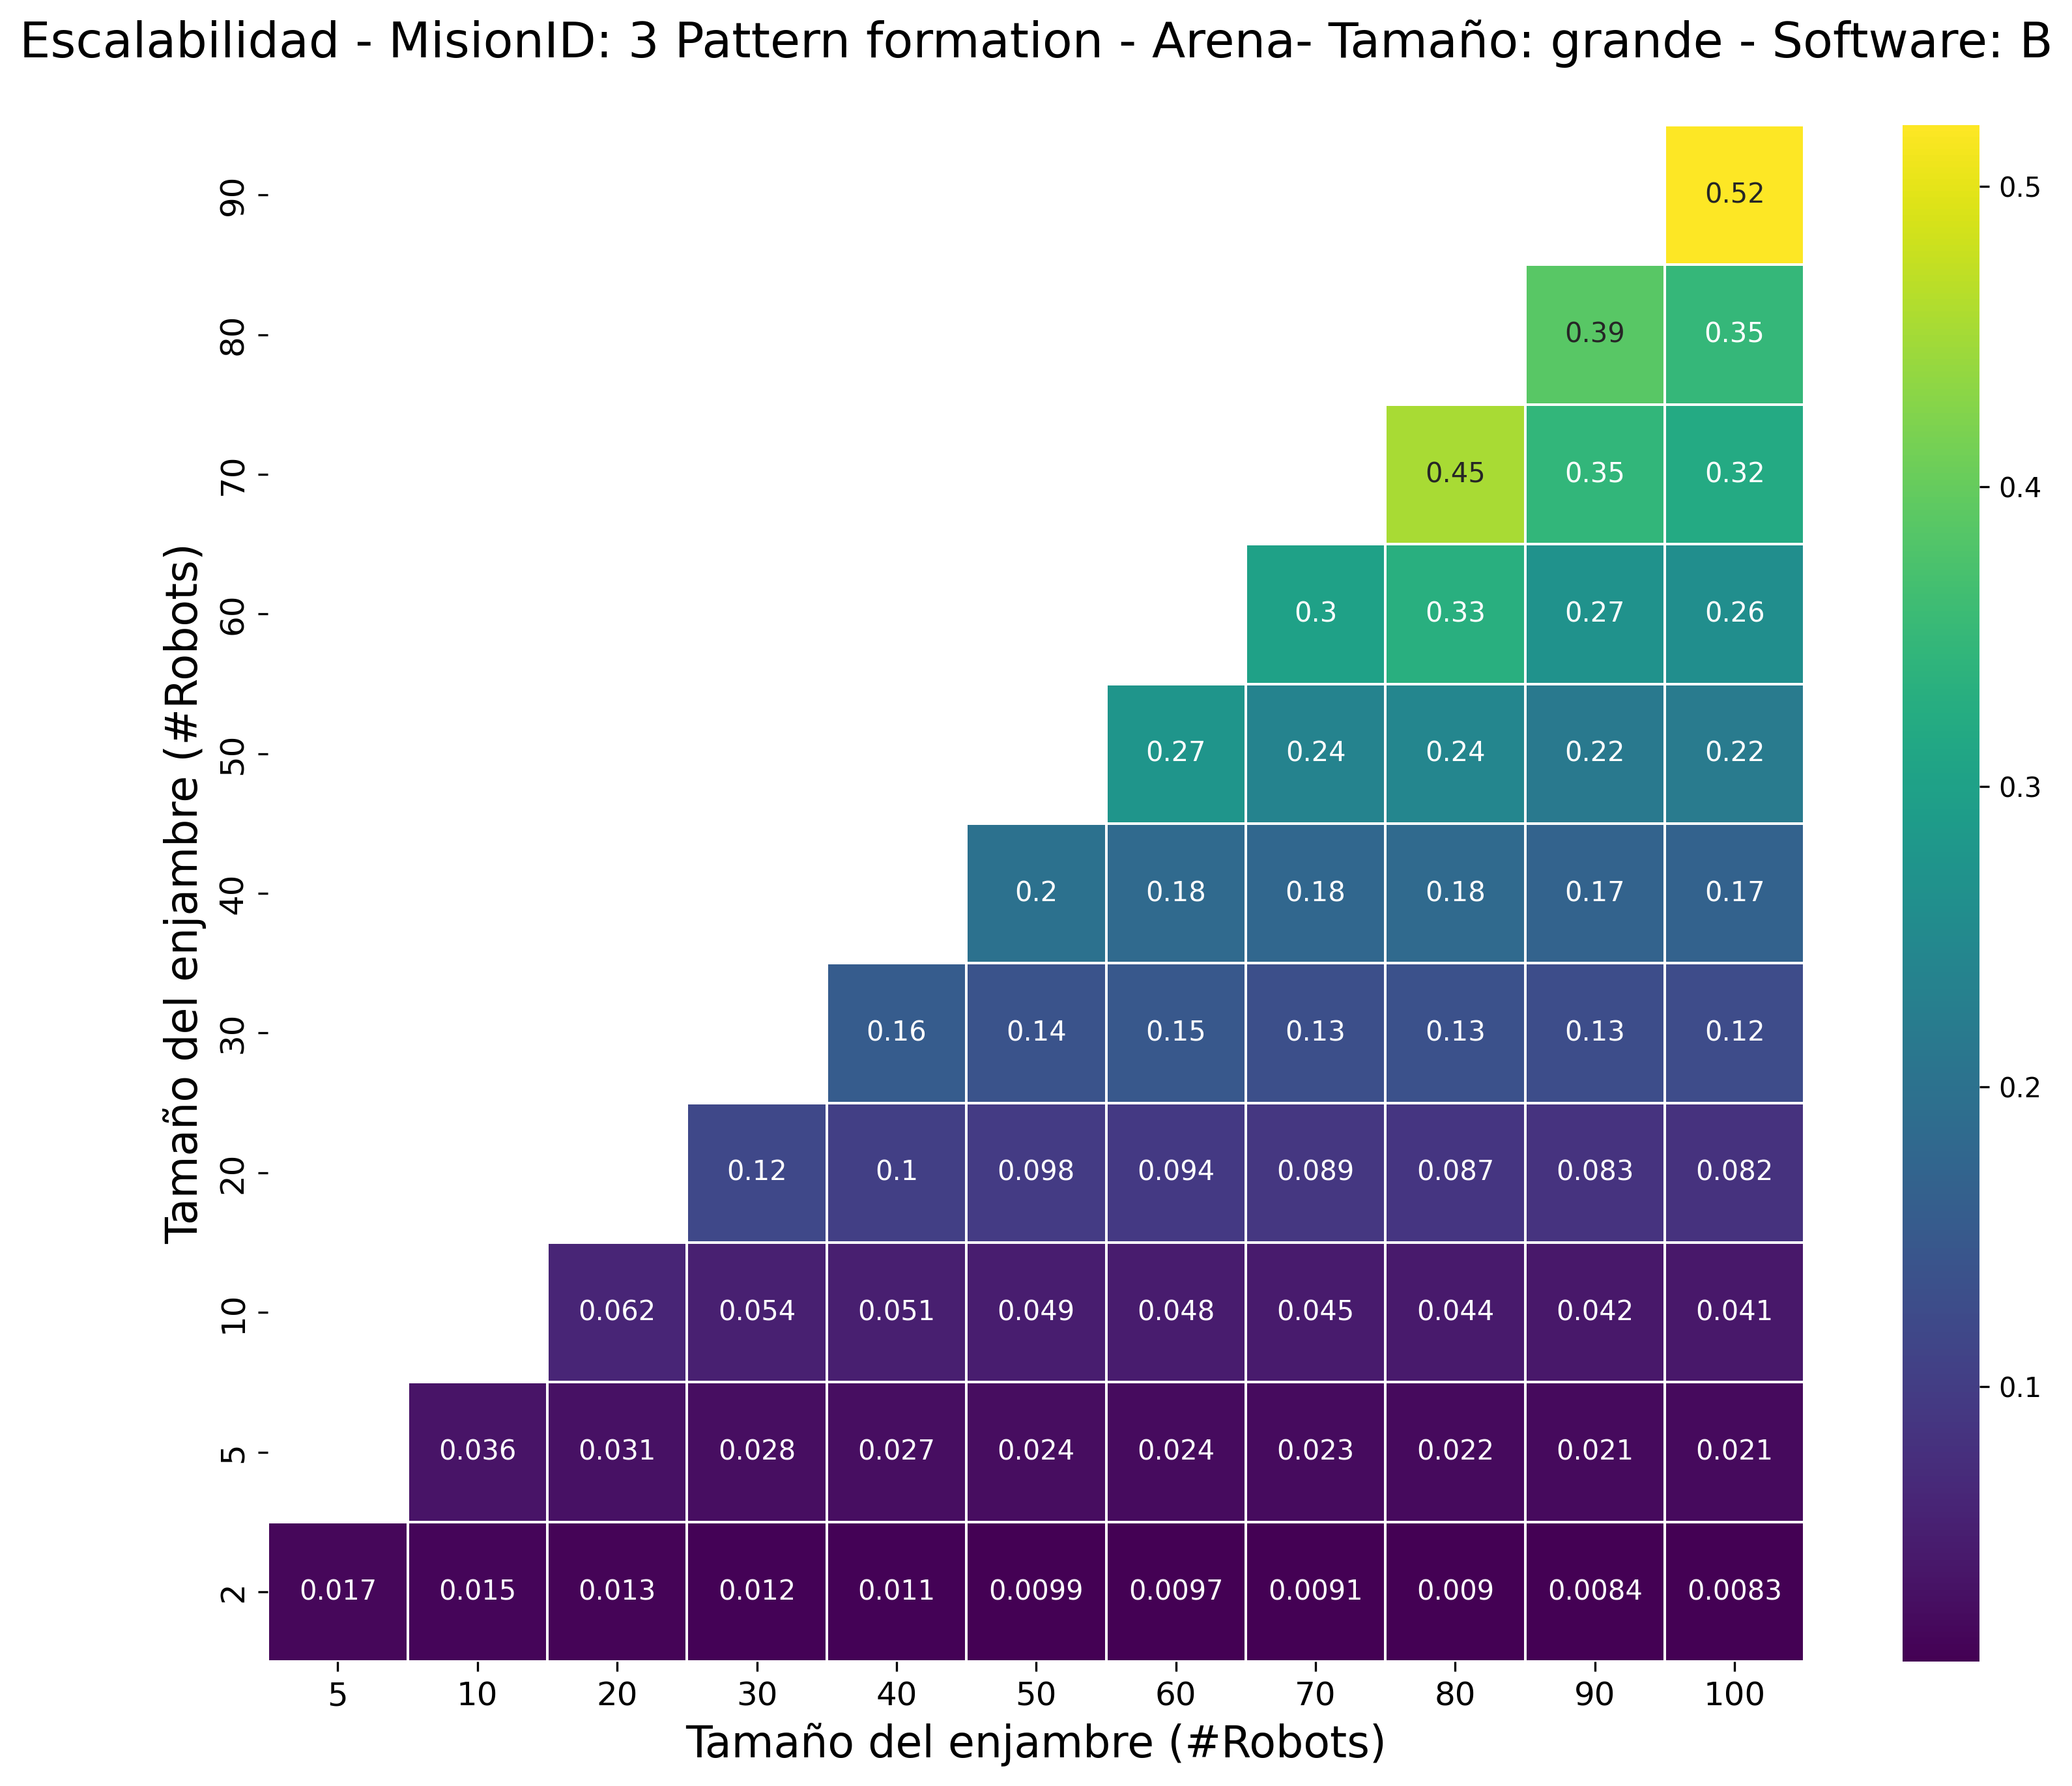 Escalabilidad - MisionID: 3 Pattern formation - Arena- Tamaño: grande - Software: B
90 0.52 0.5
80 0.39 0.35
70 0.45 0.35 0.32 0.4
60 0.3 0.33 0.27 0.26
50 0.27 0.24 0.24 0.22 0.22 0.3
40 0.2 0.18 0.18 0.18 0.17 0.17
30 0.16 0.14 0.15 0.13 0.13 0.13 0.12 0.2
20 0.12 0.1 0.098 0.094 0.089 0.087 0.083 0.082
10 0.062 0.054 0.051 0.049 0.048 0.045 0.044 0.042 0.041 0.1
5 0.036 0.031 0.028 0.027 0.024 0.024 0.023 0.022 0.021 0.021
2 0.017 0.015 0.013 0.012 0.011 0.0099 0.0097 0.0091 0.009 0.0084 0.0083
5 10 20 30 40 50 60 70 80 90 100
Tamaño del enjambre (#Robots)
Tamaño del enjambre (#Robots)